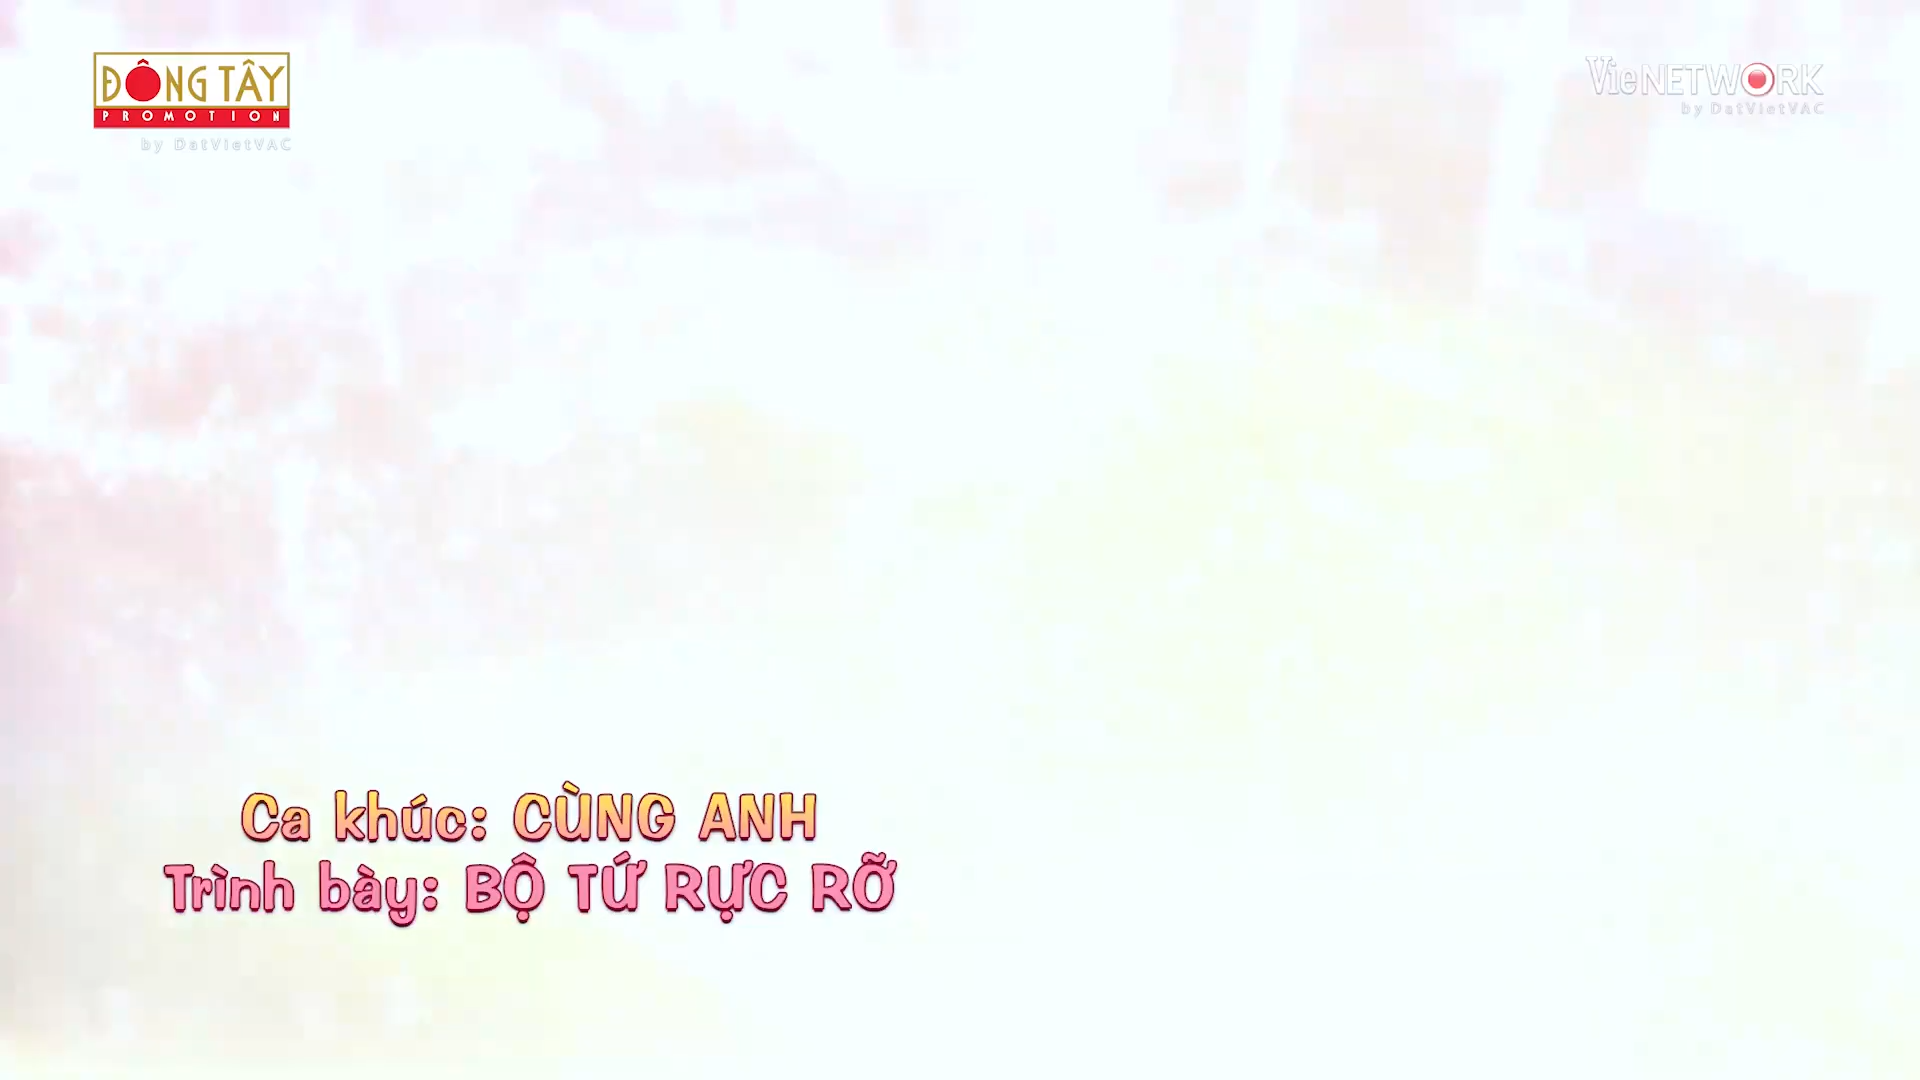 ĐÔNG TÂY
PROMOTION
by DatVietVAC
VieNETWORK
by DatVietVAC
Ca khúc: CÙNG ANH
Trình bày: BỘ TỨ RỰC RỠ